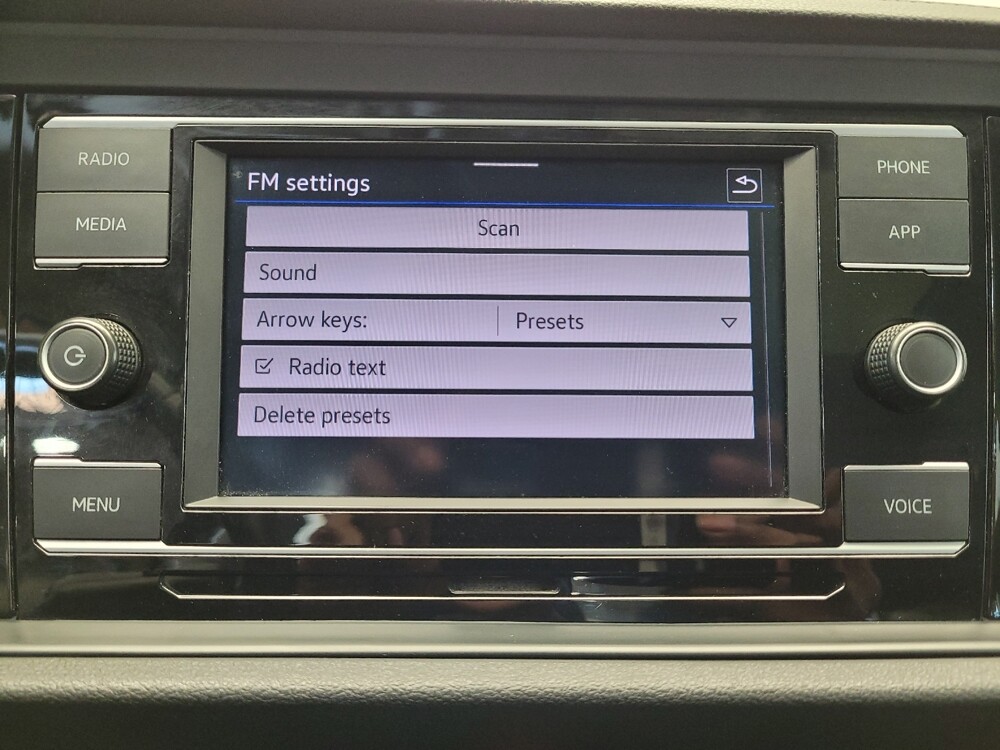 RADIO
MEDIA
MENU
FM settings
Scan
Sound
Arrow keys: Presets
Radio text
Delete presets
PHONE
APP
VOICE